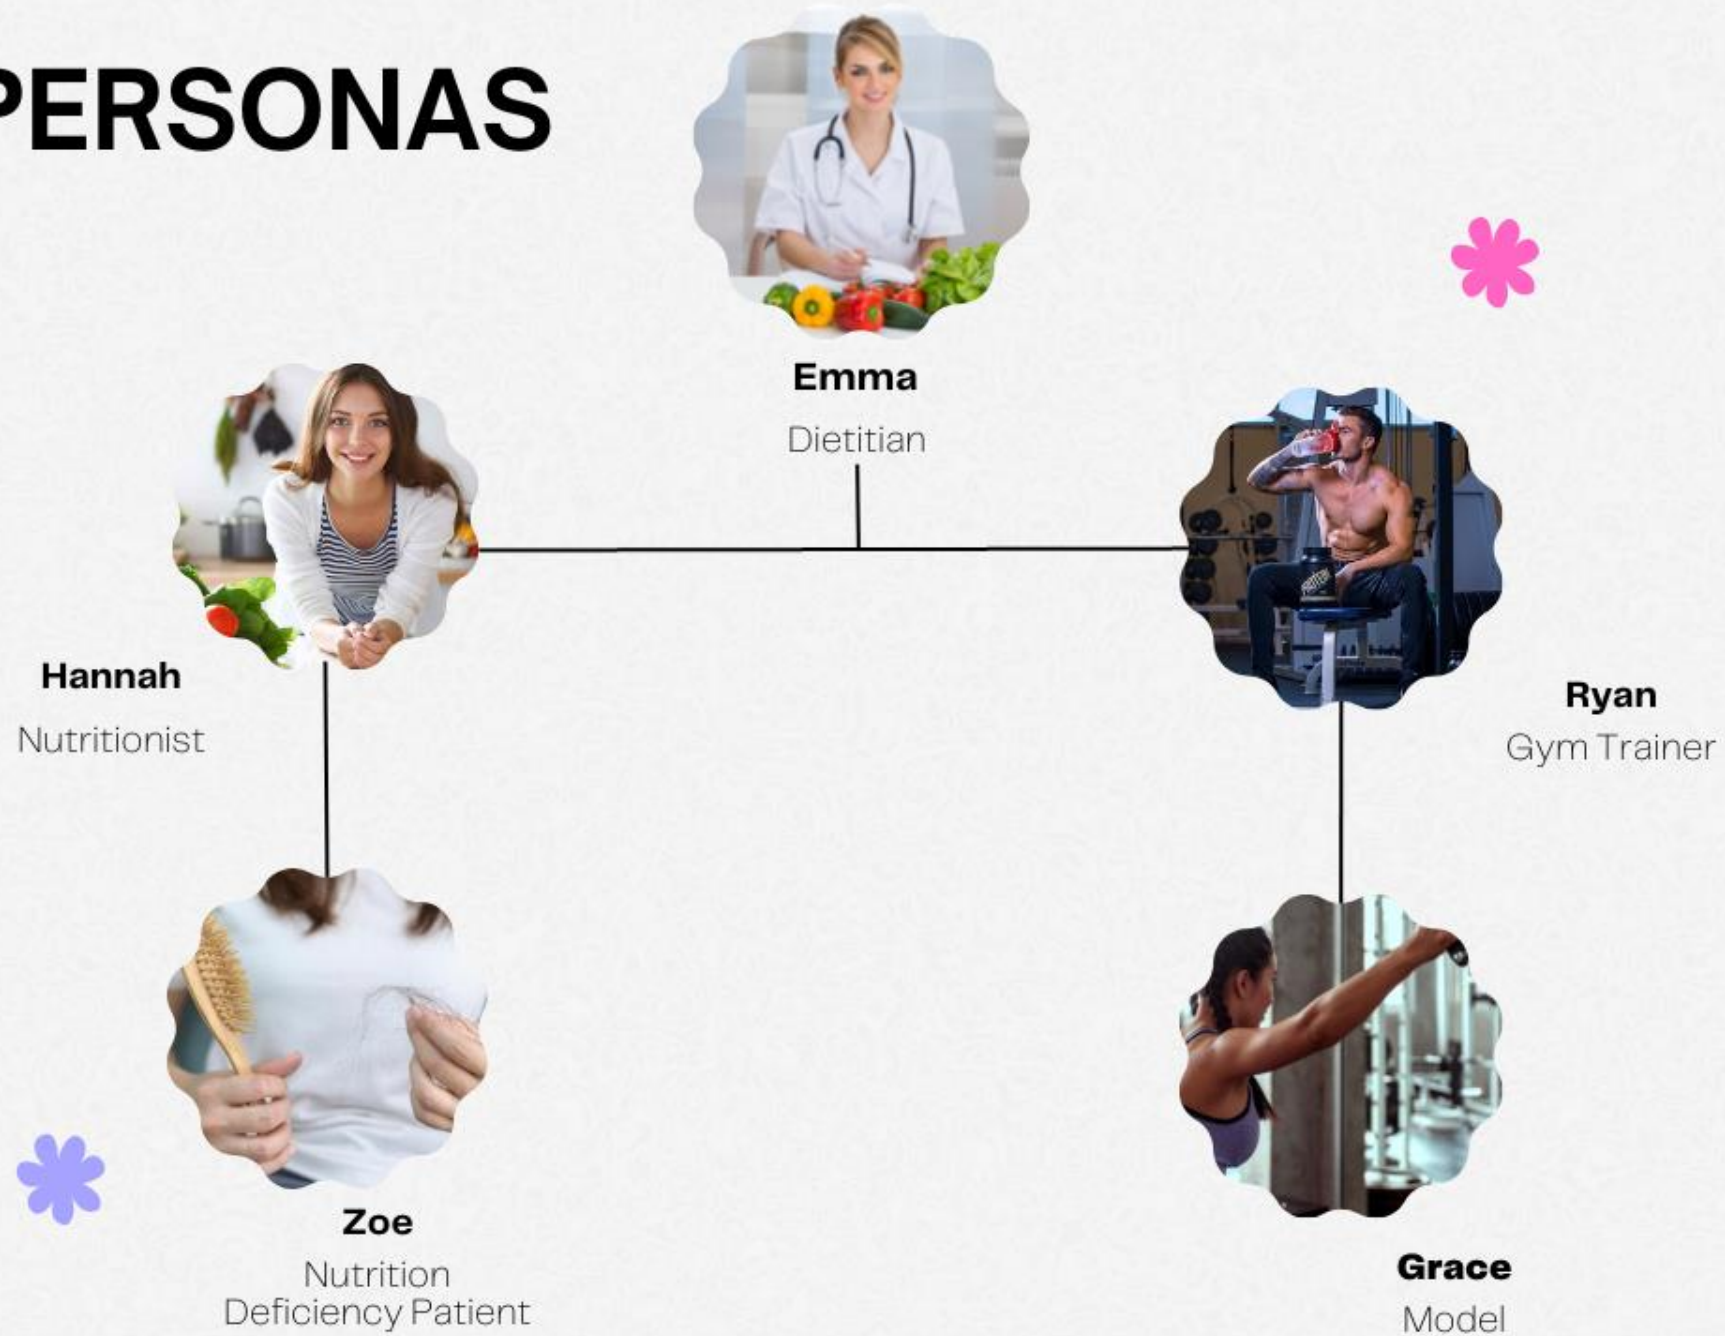 PERSONAS
Emma
Dietitian
Hannah
Nutritionist
Ryan
Gym Trainer
Zoe
Nutrition
Deficiency Patient
Grace
Model